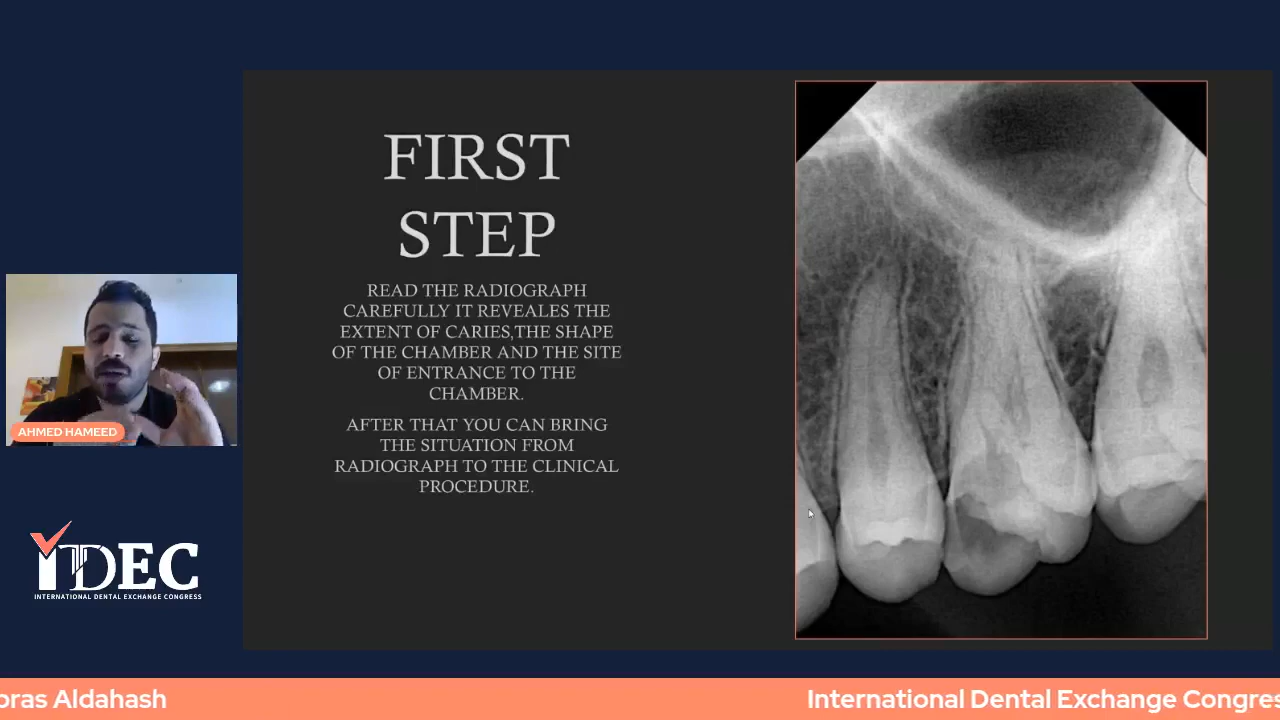 FIRST
STEP
READ THE RADIOGRAPH
CAREFULLY IT REVEALES THE
EXTENT OF CARIES,THE SHAPE
OF THE CHAMBER AND THE SITE
OF ENTRANCE TO THE
CHAMBER.
AFTER THAT YOU CAN BRING
THE SITUATION FROM
RADIOGRAPH TO THE CLINICAL
PROCEDURE.
AHMED HAMEED
IDEC
INTERNATIONAL DENTAL EXCHANGE CONGRESS
oras Aldahash
International Dental Exchange Congres